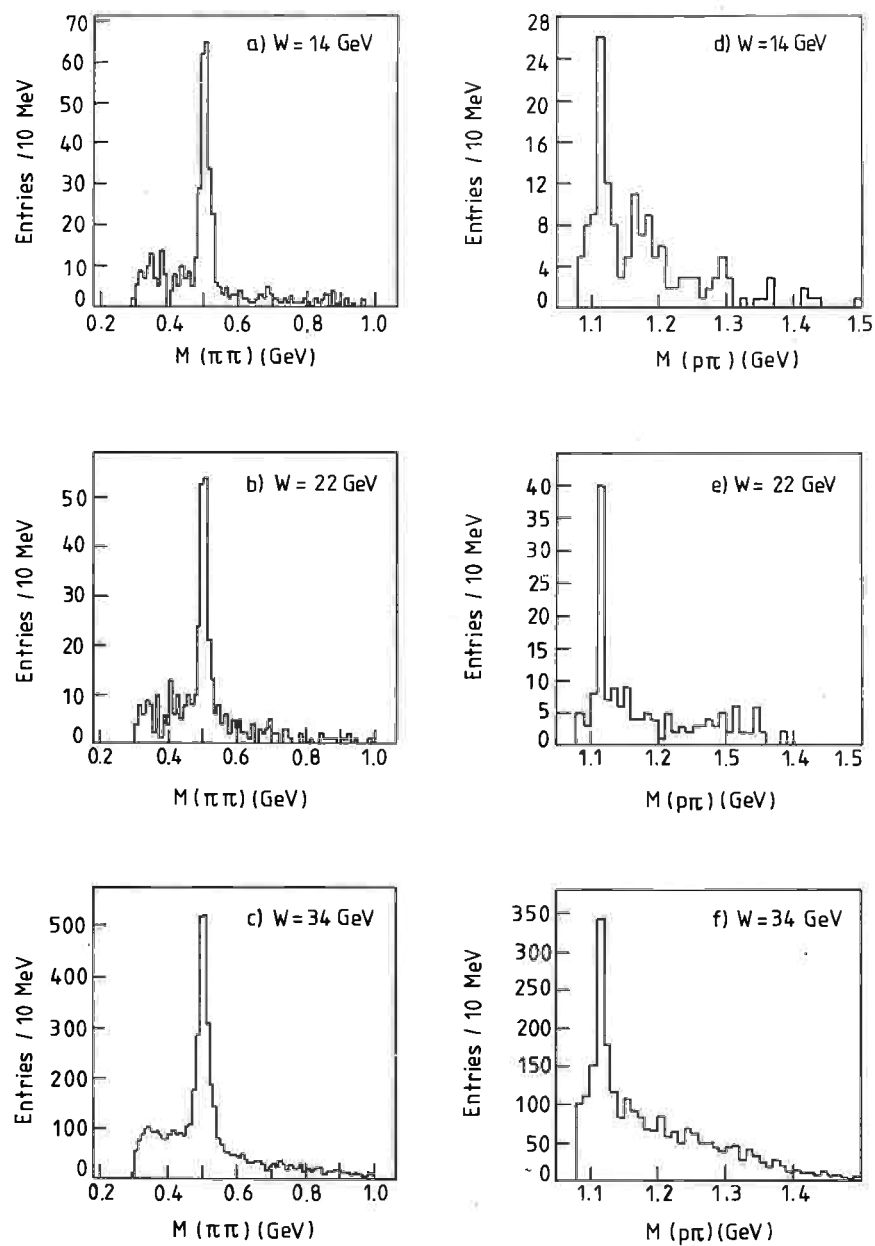 a) W = 14 GeV
70
60
50
40
30
20
10
0
Entries / 10 MeV
0.2 0.4 0.6 0.8 1.0
M (ππ) (GeV)
d) W = 14 GeV
28
24
20
16
12
8
4
0
Entries / 10 MeV
1.1 1.2 1.3 1.4 1.5
M (pπ) (GeV)
b) W = 22 GeV
50
40
30
20
10
0
Entries / 10 MeV
0.2 0.4 0.6 0.8 1.0
M (ππ) (GeV)
e) W = 22 GeV
40
35
30
25
20
15
10
5
0
Entries / 10 MeV
1.1 1.2 1.5 1.4 1.5
M (pπ) (GeV)
c) W = 34 GeV
500
400
300
200
100
0
Entries / 10 MeV
0.2 0.4 0.6 0.8 1.0
M (ππ) (GeV)
f) W = 34 GeV
350
300
250
200
150
100
50
0
Entries / 10 MeV
1.1 1.2 1.3 1.4
M (pπ) (GeV)